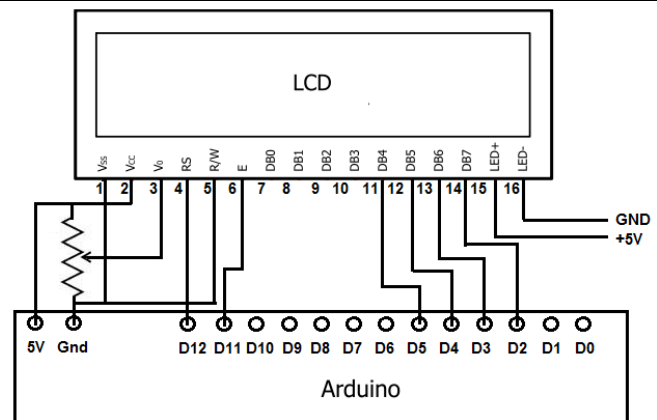 LCD
Vss Vcc V0 RS R/W E DB0 DB1 DB2 DB3 DB4 DB5 DB6 DB7 LED+ LED-
1 2 3 4 5 6 7 8 9 10 11 12 13 14 15 16
GND
+5V
5V Gnd D12 D11 D10 D9 D8 D7 D6 D5 D4 D3 D2 D1 D0
Arduino